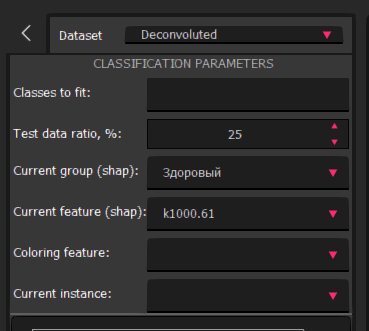 Dataset Deconvoluted
CLASSIFICATION PARAMETERS
Classes to fit:
Test data ratio, %: 25
Current group (shap): Здоровый
Current feature (shap): k1000.61
Coloring feature:
Current instance: